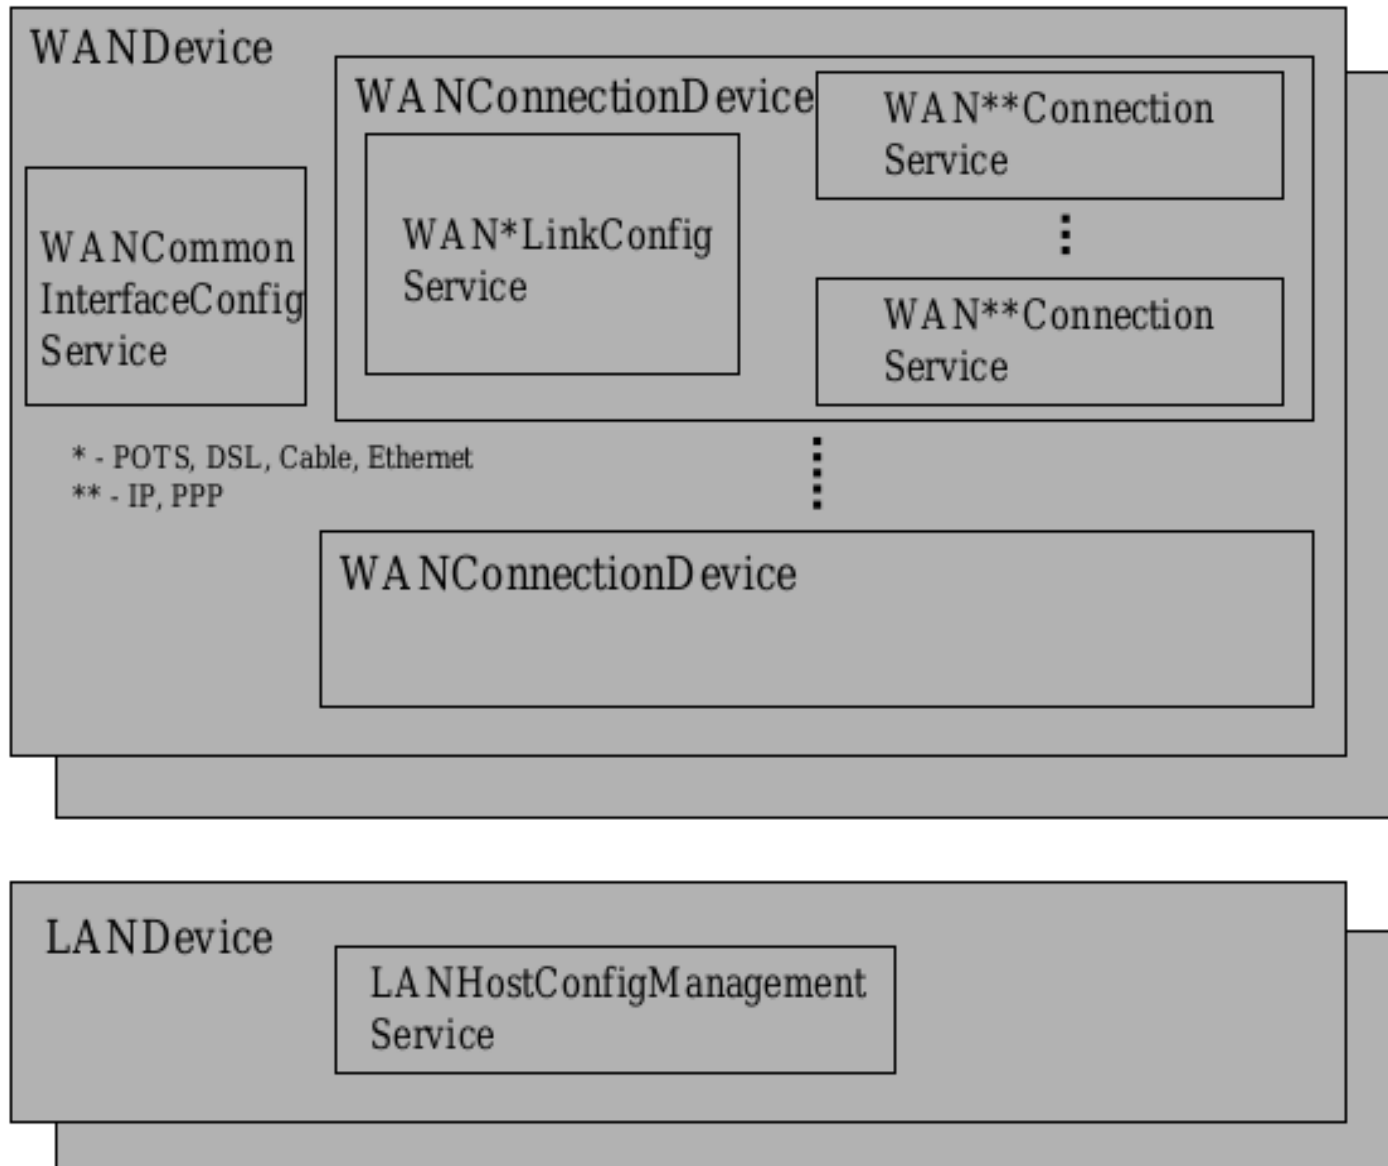 WANDevice
WANConnectionDevice
WAN**Connection
Service
WANCommon
InterfaceConfig
Service
WAN*LinkConfig
Service
WAN**Connection
Service
* - POTS, DSL, Cable, Ethernet
** - IP, PPP
WANConnectionDevice
LANDevice
LANHostConfigManagement
Service